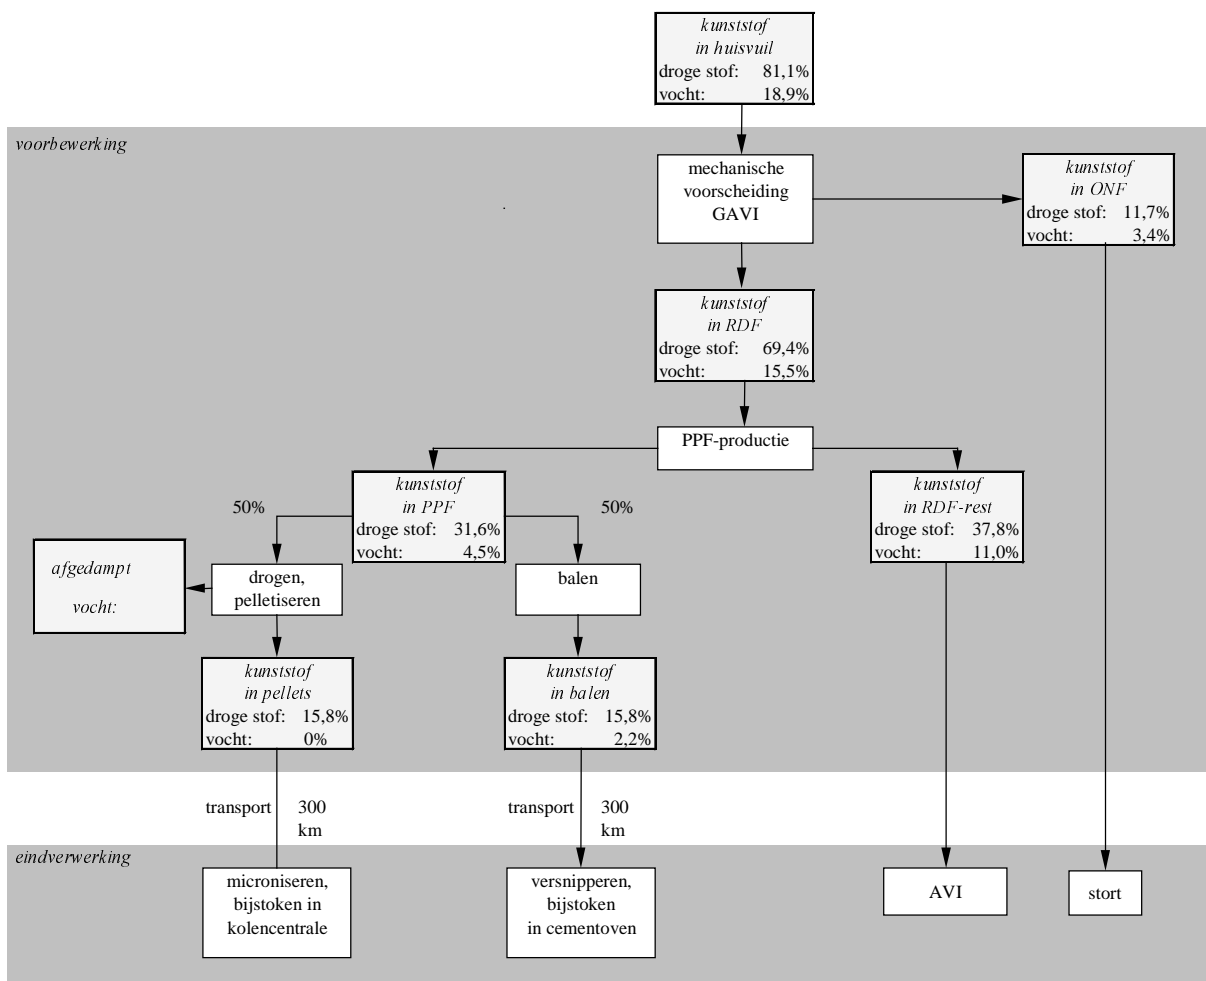 kunststof
in huisvuil
droge stof: 81,1%
vocht: 18,9%
voorbewerking
mechanische
voorscheiding
GAVI
kunststof
in ONF
droge stof: 11,7%
vocht: 3,4%
kunststof
in RDF
droge stof: 69,4%
vocht: 15,5%
PPF-productie
50%
kunststof
in PPF
droge stof: 31,6%
vocht: 4,5%
50%
kunststof
in RDF-rest
droge stof: 37,8%
vocht: 11,0%
afgedampt
vocht:
drogen,
pelletiseren
balen
kunststof
in pellets
droge stof: 15,8%
vocht: 0%
kunststof
in balen
droge stof: 15,8%
vocht: 2,2%
transport 300
km
transport 300
km
eindverwerking
microniseren,
bijstoken in
kolencentrale
versnipperen,
bijstoken
in cementoven
AVI
stort